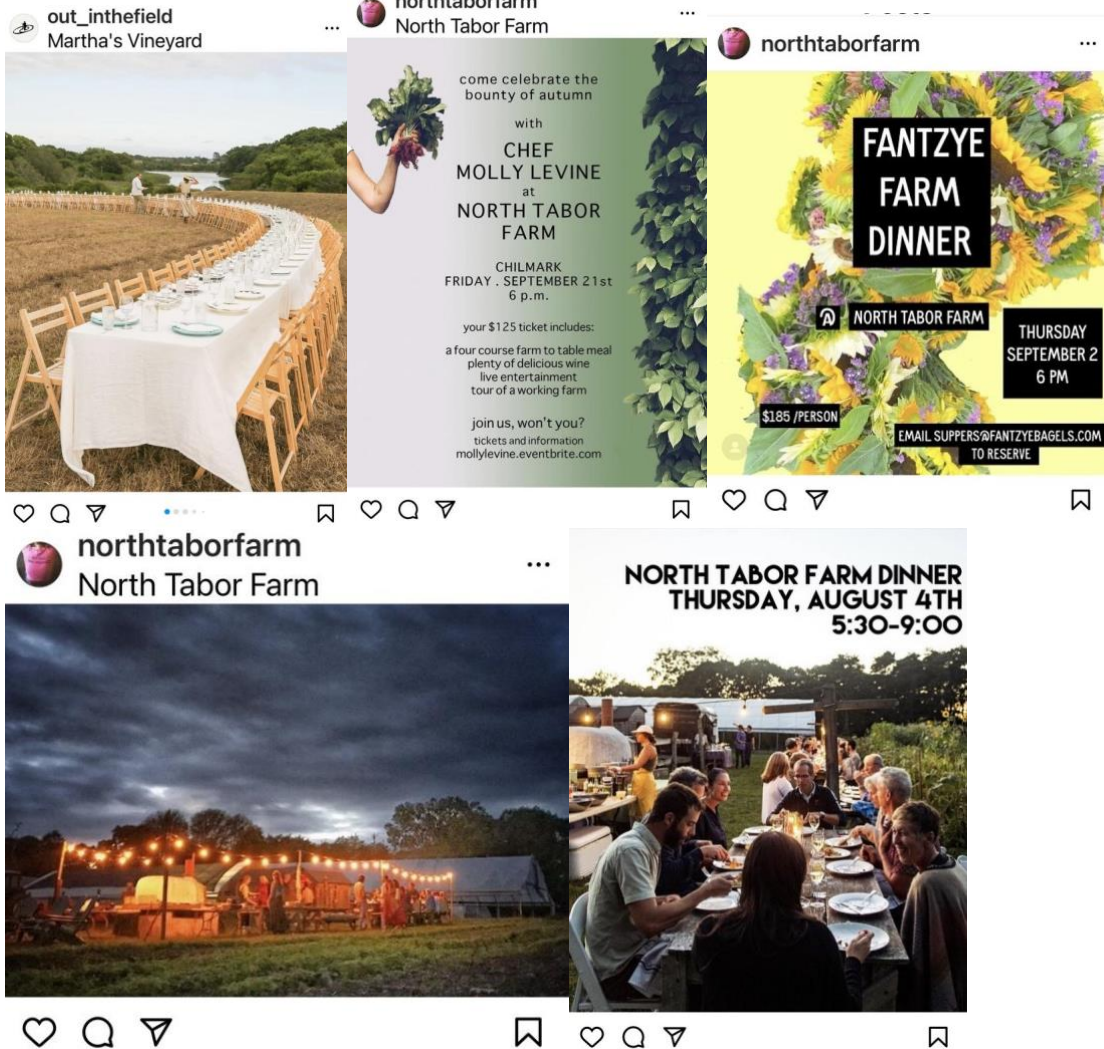 out_inthefield
Martha's Vineyard
northtaborfarm
North Tabor Farm
come celebrate the
bounty of autumn
with
CHEF
MOLLY LEVINE
at
NORTH TABOR
FARM
CHILMARK
FRIDAY . SEPTEMBER 21st
6 p.m.
your $125 ticket includes:
a four course farm to table meal
plenty of delicious wine
live entertainment
tour of a working farm
join us, won't you?
tickets and information
mollylevine.eventbrite.com
northtaborfarm
FANTZYE
FARM
DINNER
@ NORTH TABOR FARM
THURSDAY
SEPTEMBER 2
6 PM
$185 /PERSON
EMAIL SUPPERS@FANTZYEBAGELS.COM
TO RESERVE
northtaborfarm
North Tabor Farm
NORTH TABOR FARM DINNER
THURSDAY, AUGUST 4TH
5:30-9:00